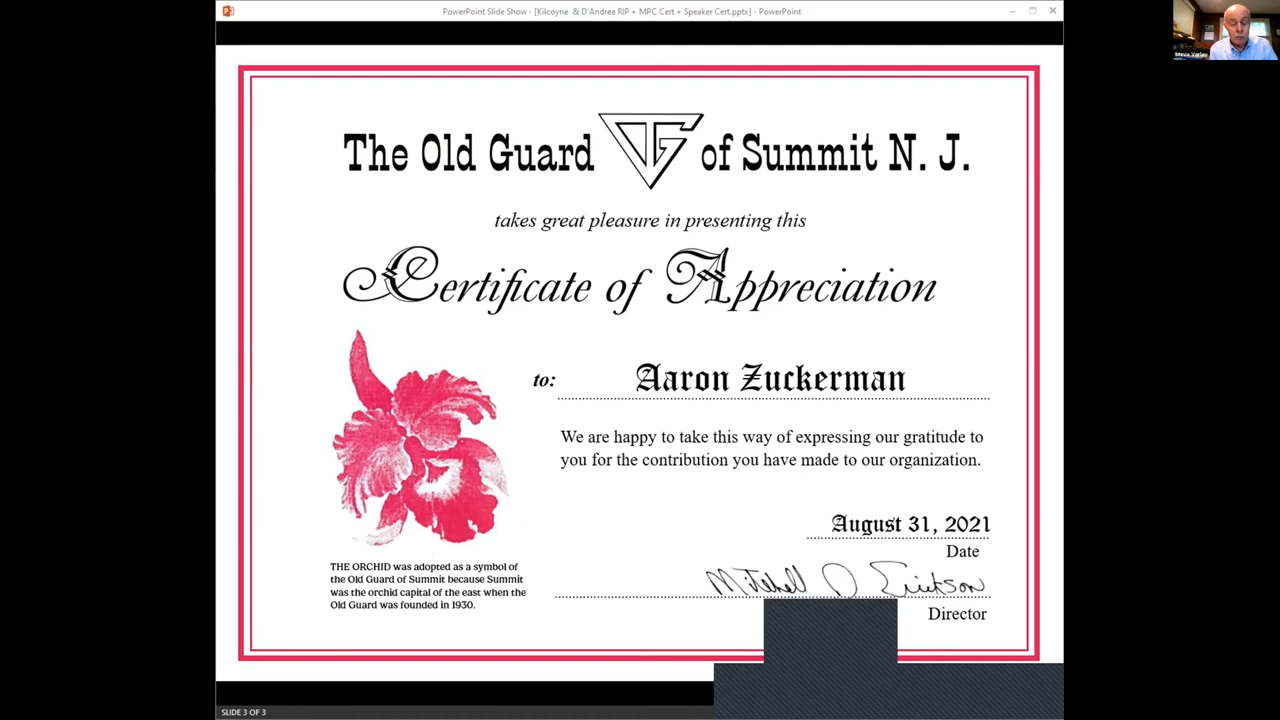 PowerPoint Slide Show - [Kilcoyne & D'Andrea RIP + MPC Cert + Speaker Cert.pptx] - PowerPoint
The Old Guard of Summit N. J.
takes great pleasure in presenting this
Certificate of Appreciation
to: Aaron Zuckerman
We are happy to take this way of expressing our gratitude to
you for the contribution you have made to our organization.
August 31, 2021
Date
Mitchell D Erickson
Director
THE ORCHID was adopted as a symbol of
the Old Guard of Summit because Summit
was the orchid capital of the east when the
Old Guard was founded in 1930.
SLIDE 3 OF 3